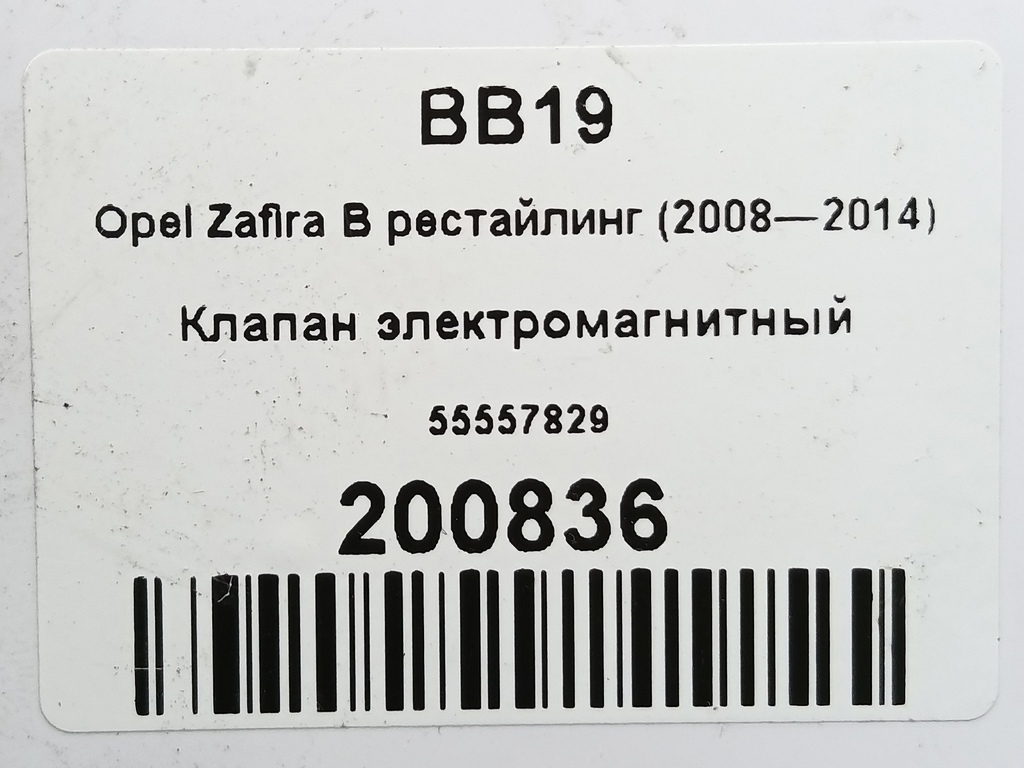 BB19
Opel Zafira B рестайлинг (2008—2014)
Клапан электромагнитный
55557829
200836